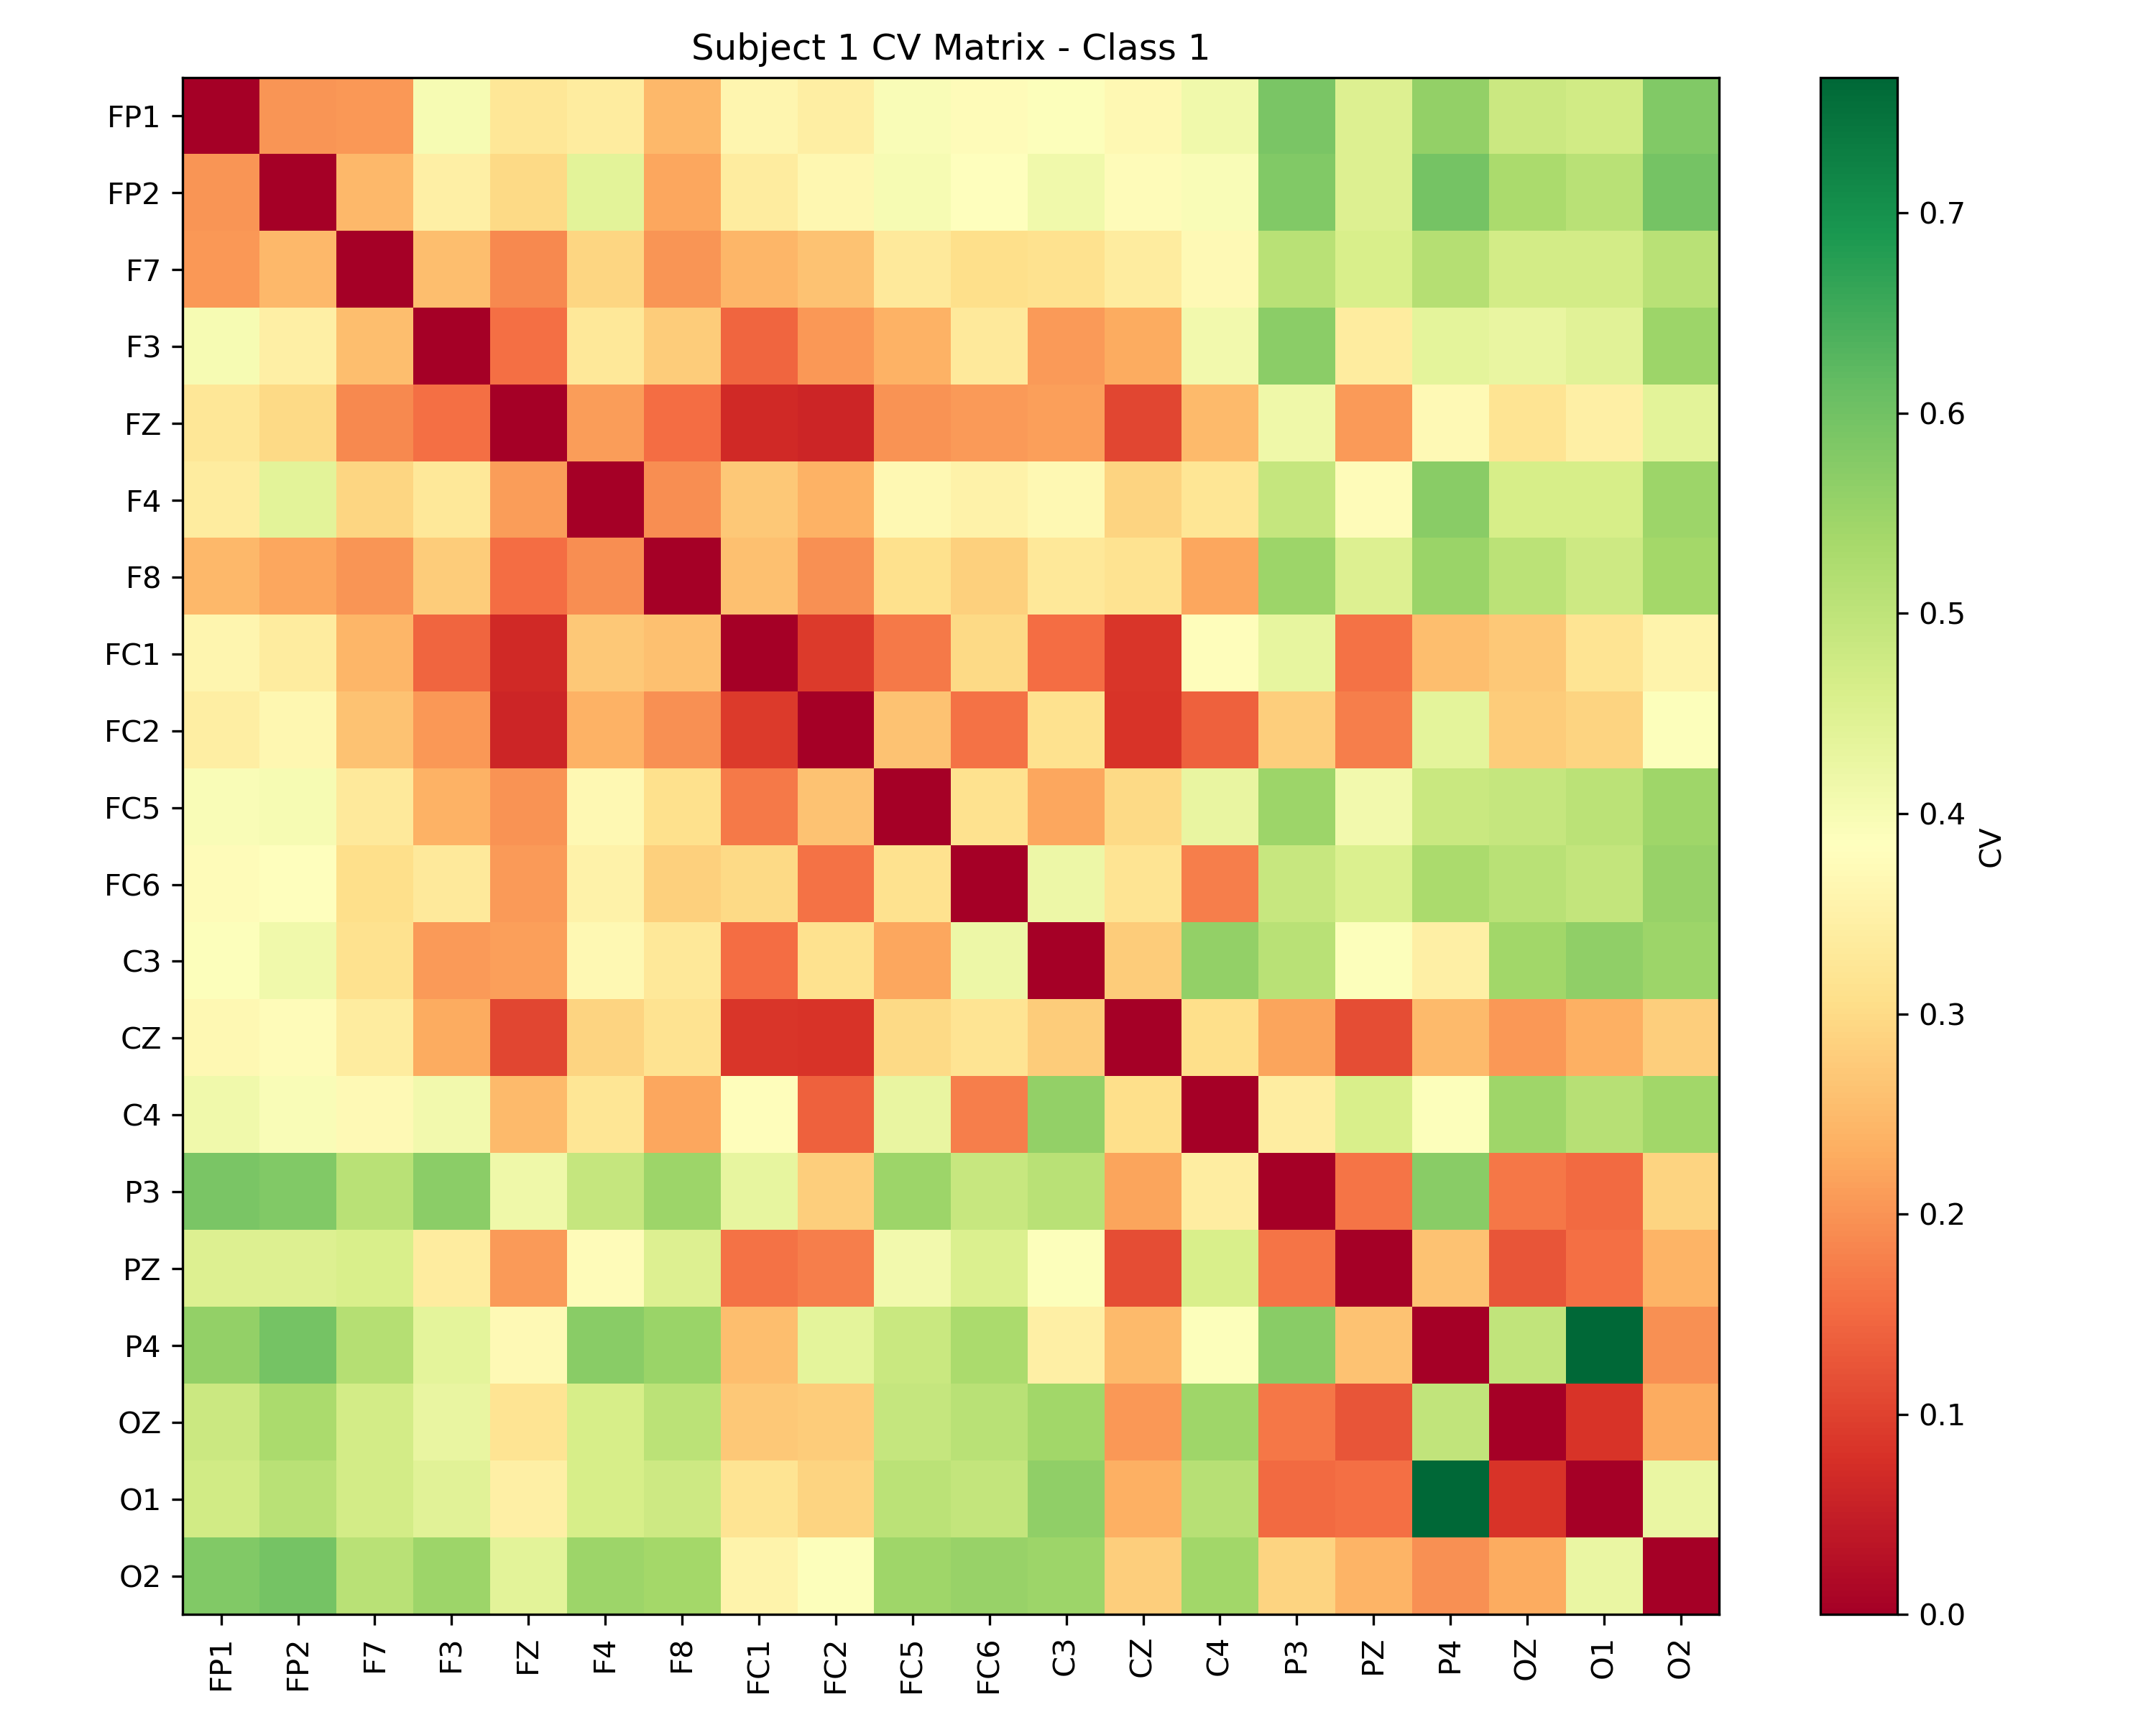 Subject 1 CV Matrix - Class 1
FP1
FP2
F7
F3
FZ
F4
F8
FC1
FC2
FC5
FC6
C3
CZ
C4
P3
PZ
P4
OZ
O1
O2
FP1 FP2 F7 F3 FZ F4 F8 FC1 FC2 FC5 FC6 C3 CZ C4 P3 PZ P4 OZ O1 O2
0.7
0.6
0.5
0.4
0.3
0.2
0.1
0.0
CV